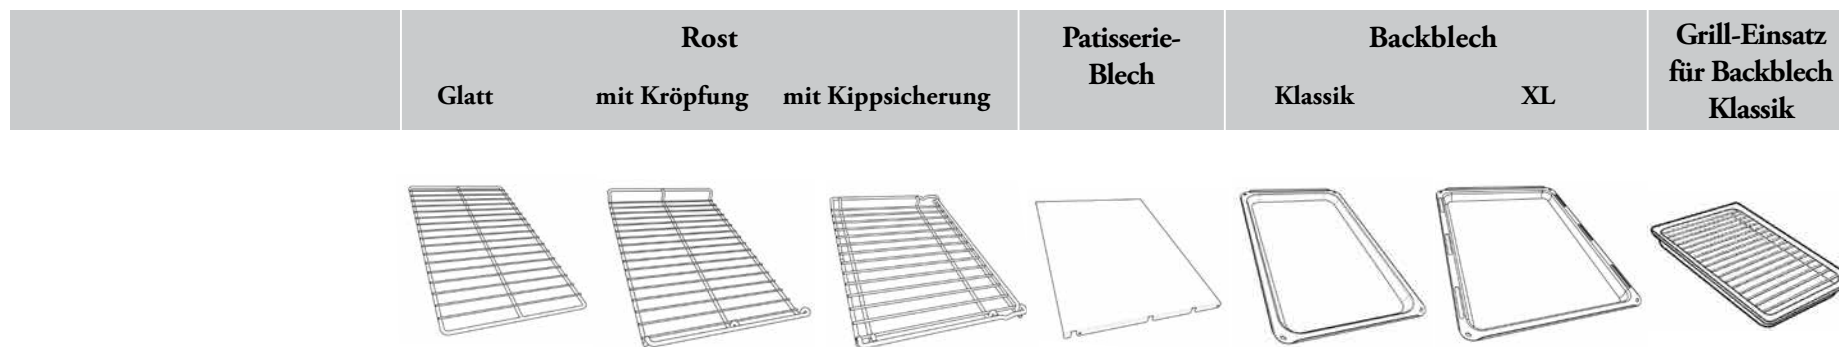 Rost
Glatt
mit Kröpfung
mit Kippsicherung
Patisserie-
Blech
Backblech
Klassik
XL
Grill-Einsatz
für Backblech
Klassik